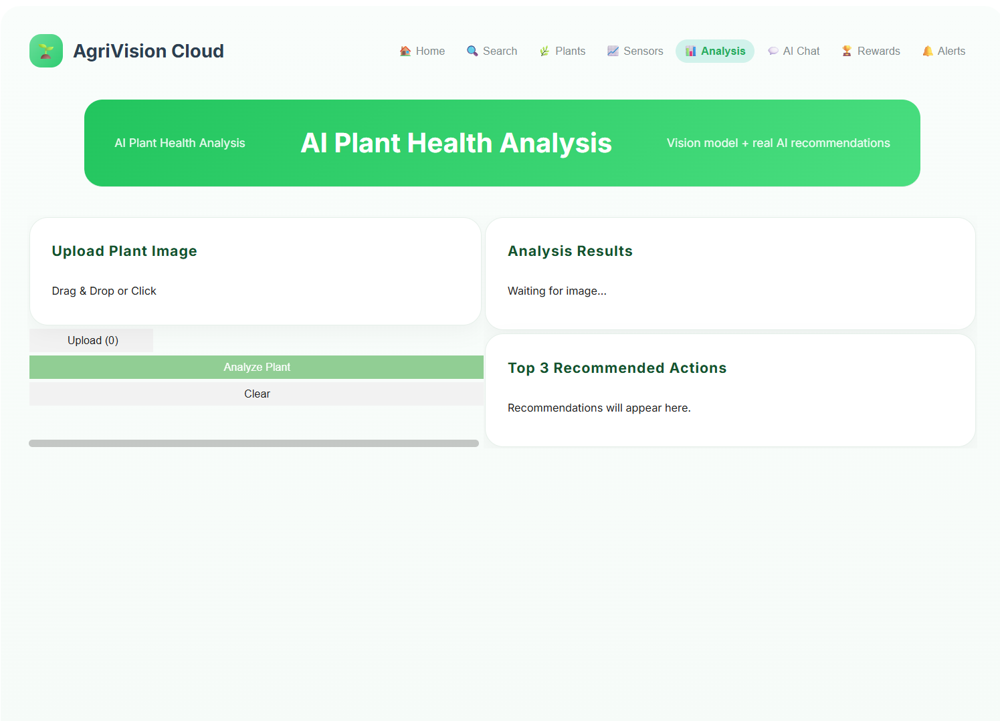 AgriVision Cloud
Home Search Plants Sensors Analysis AI Chat Rewards Alerts
AI Plant Health Analysis
AI Plant Health Analysis
Vision model + real AI recommendations
Upload Plant Image
Drag & Drop or Click
Upload (0)
Analyze Plant
Clear
Analysis Results
Waiting for image...
Top 3 Recommended Actions
Recommendations will appear here.